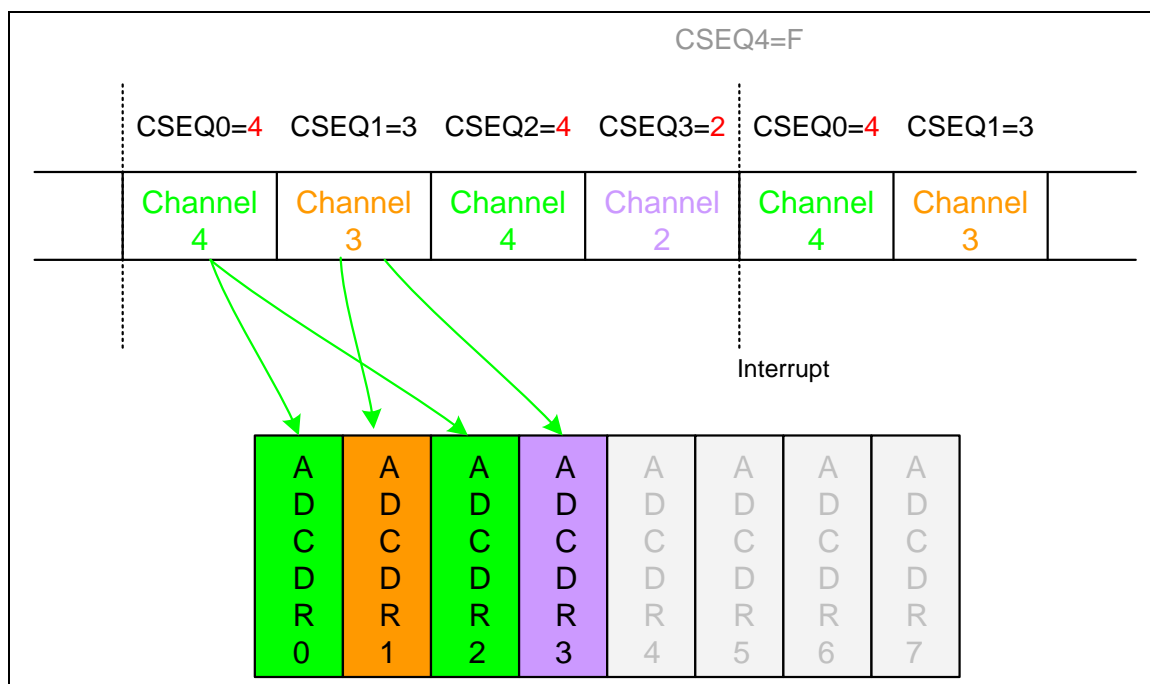 CSEQ4=F
CSEQ0=4 CSEQ1=3 CSEQ2=4 CSEQ3=2 CSEQ0=4 CSEQ1=3
Channel 4
Channel 3
Channel 4
Channel 2
Channel 4
Channel 3
Interrupt
ADCDR0
ADCDR1
ADCDR2
ADCDR3
ADCDR4
ADCDR5
ADCDR6
ADCDR7